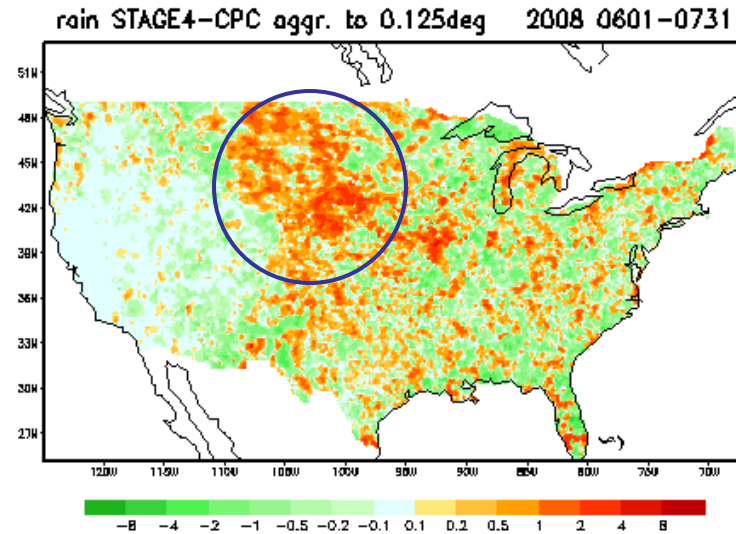 rain STAGE4-CPC aggr. to 0.125deg 2008 0601-0731
51N
48N
45N
42N
39N
36N
33N
30N
27N
120W 115W 110W 105W 100W 95W 90W 85W 80W 75W 70W
-8 -4 -2 -1 -0.5 -0.2 -0.1 0.1 0.2 0.5 1 2 4 8